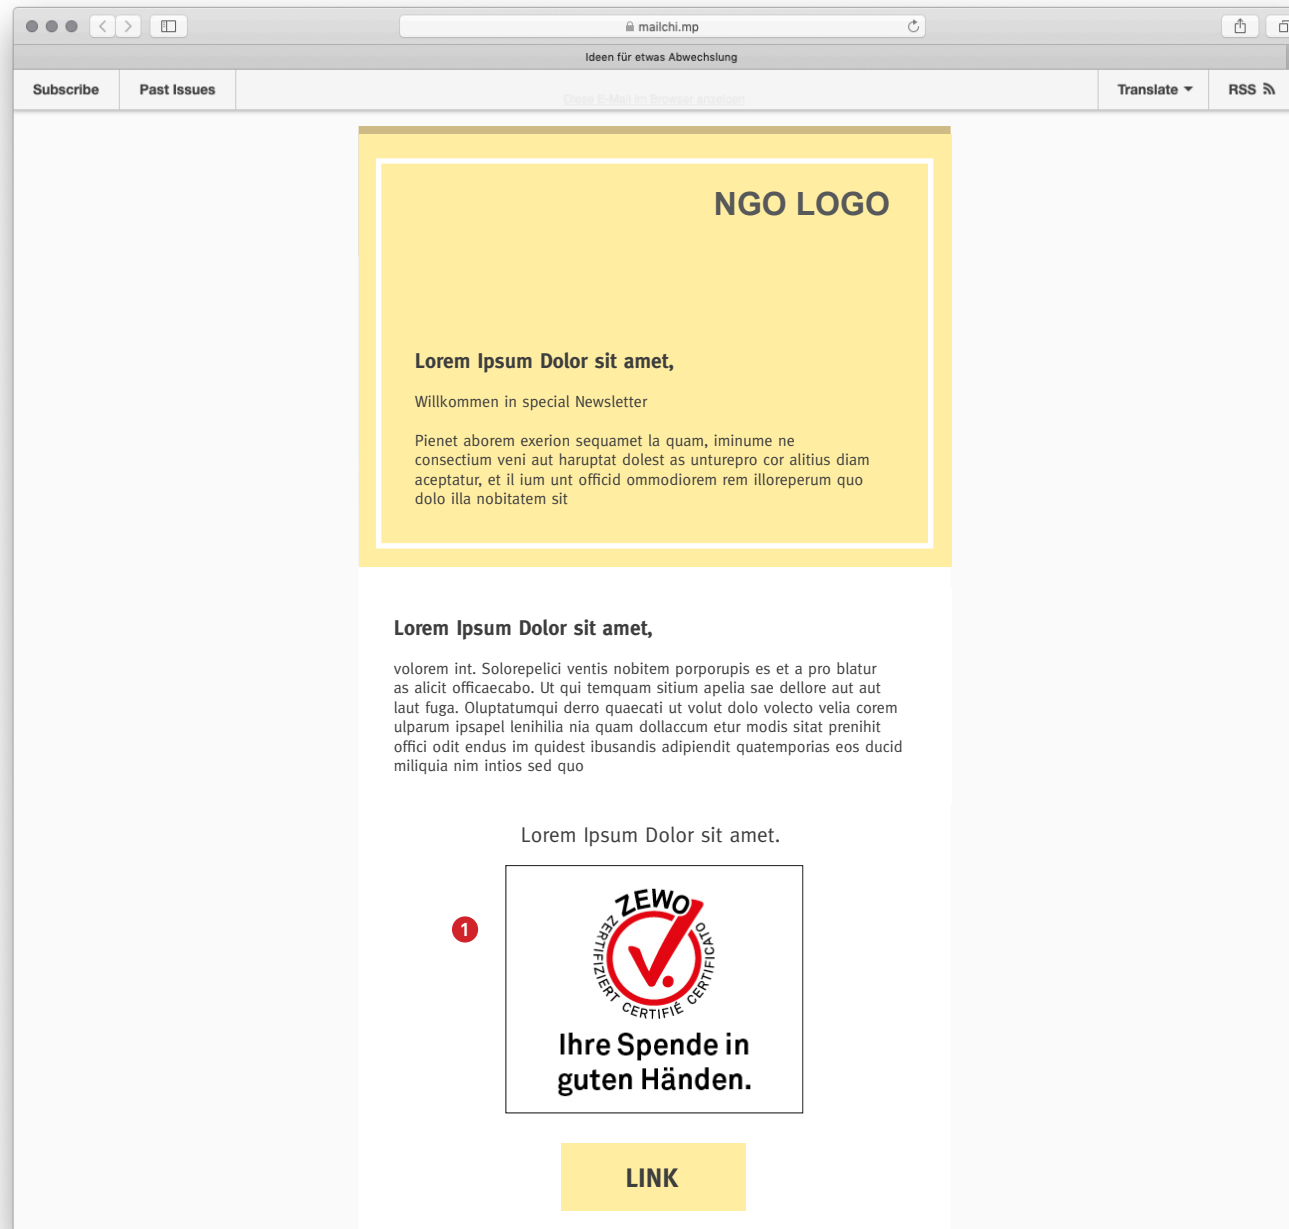 mailchi.mp
Ideen für etwas Abwechslung
Subscribe
Past Issues
Diese E-Mail im Browser anzeigen
Translate
RSS
NGO LOGO
Lorem Ipsum Dolor sit amet,
Willkommen in special Newsletter
Pienet aborem exerion sequamet la quam, iminume ne
consectium veni aut haruptat dolest as unturepro cor alitius diam
aceptatur, et il ium unt officid ommodiorem rem illoreperum quo
dolo illa nobitatem sit
Lorem Ipsum Dolor sit amet,
volorem int. Solorepelici ventis nobitem porporupis es et a pro blatur
as alicit officaecabo. Ut qui temquam sitium apelia sae dellore aut aut
laut fuga. Oluptatumqui derro quaecati ut volut dolo volecto velia corem
ulparum ipsapel lenihilia nia quam dollaccum etur modis sitat prenihit
offici odit endus im quidest ibusandis adipiendit quatemporias eos ducid
miliquia nim intios sed quo
Lorem Ipsum Dolor sit amet.
1
ZEWO
ZERTIFIZIERT CERTIFIÉ CERTIFICATO
Ihre Spende in
guten Händen.
LINK